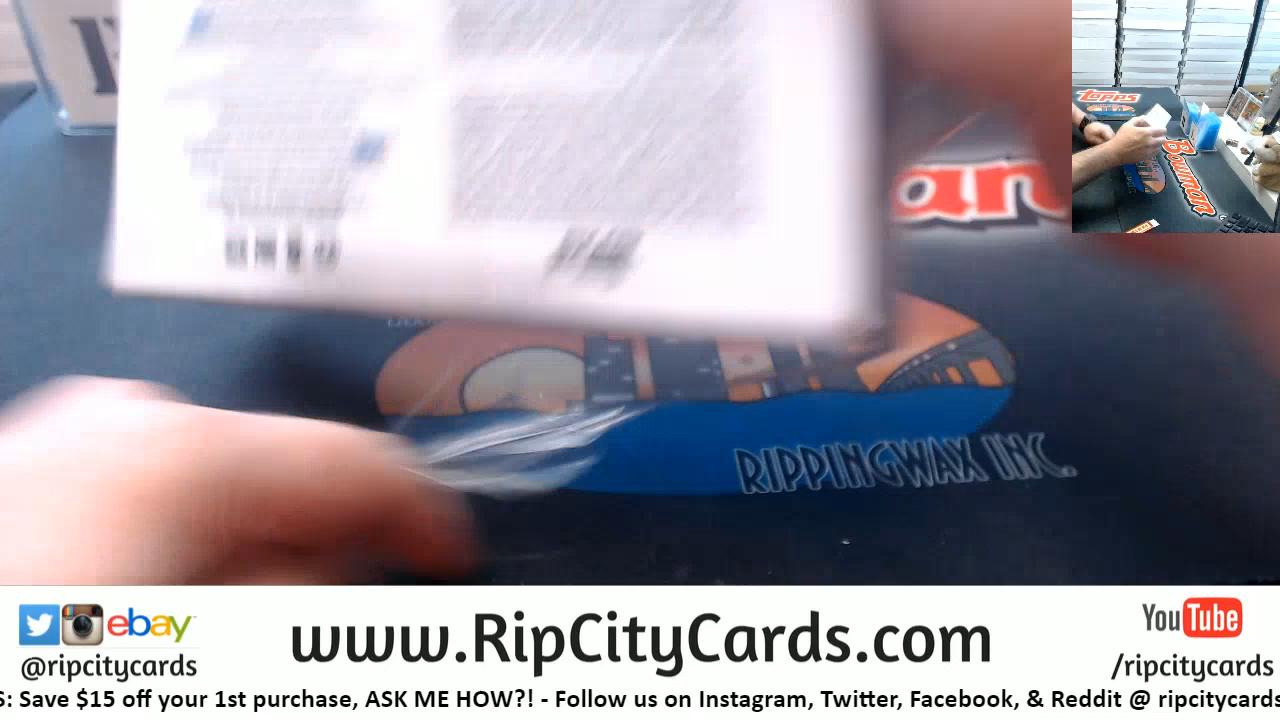 an
TOPPS
Bowman
RIPPINGWAX INC.
ebay
@ripcitycards
www.RipCityCards.com
YouTube
/ripcitycards
S: Save $15 off your 1st purchase, ASK ME HOW?! - Follow us on Instagram, Twitter, Facebook, & Reddit @ ripcitycards